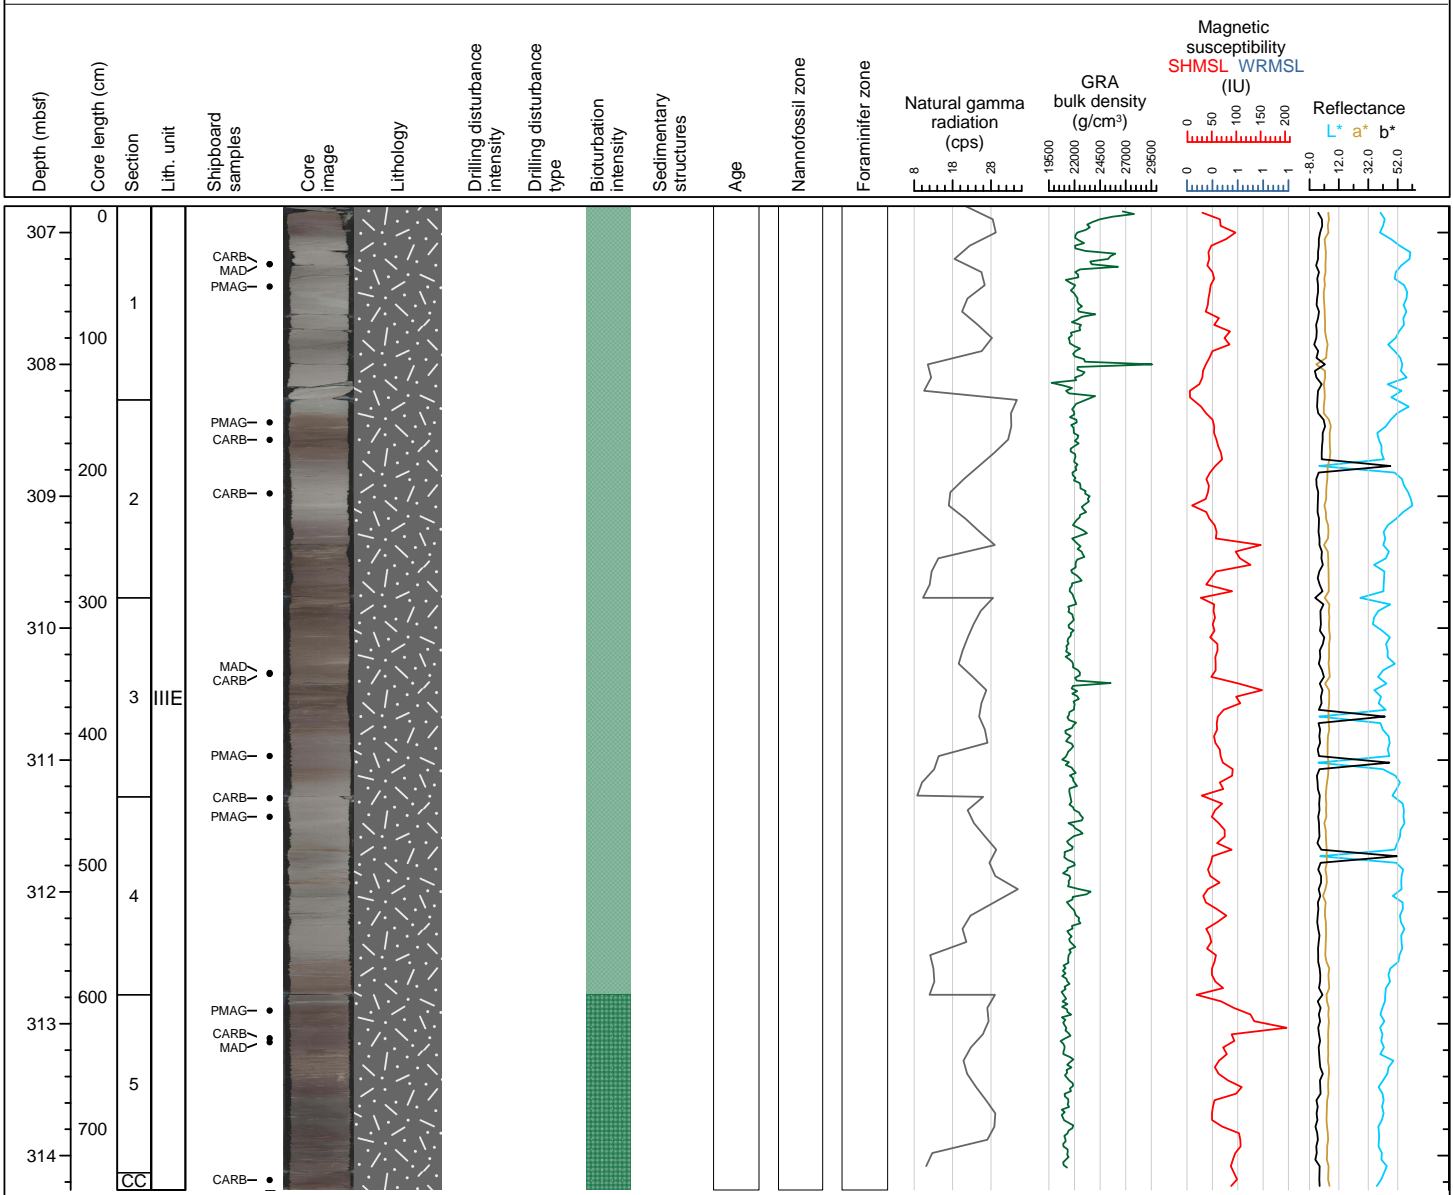 Depth (mbsf)
Core length (cm)
Section
Lith. unit
Shipboard
samples
Core
image
Lithology
Drilling disturbance
intensity
Drilling disturbance
type
Bioturbation
intensity
Sedimentary
structures
Age
Nannofossil zone
Foraminifer zone
Natural gamma
radiation
(cps)
8 18 28
GRA
bulk density
(g/cm³)
19500 22000 24500 27000 29500
Magnetic
susceptibility
SHMSL WRMSL
(IU)
0 50 100 150 200
0 0 1 1 1
Reflectance
L* a* b*
-8.0 12.0 32.0 52.0
0
307
CARB
MAD
PMAG
1
100
308
PMAG
CARB
200
CARB
309
2
300
310
MAD
CARB
3
IIIE
400
PMAG
311
CARB
PMAG
500
312
4
600
PMAG
313
CARB
MAD
5
700
314
CC
CARB